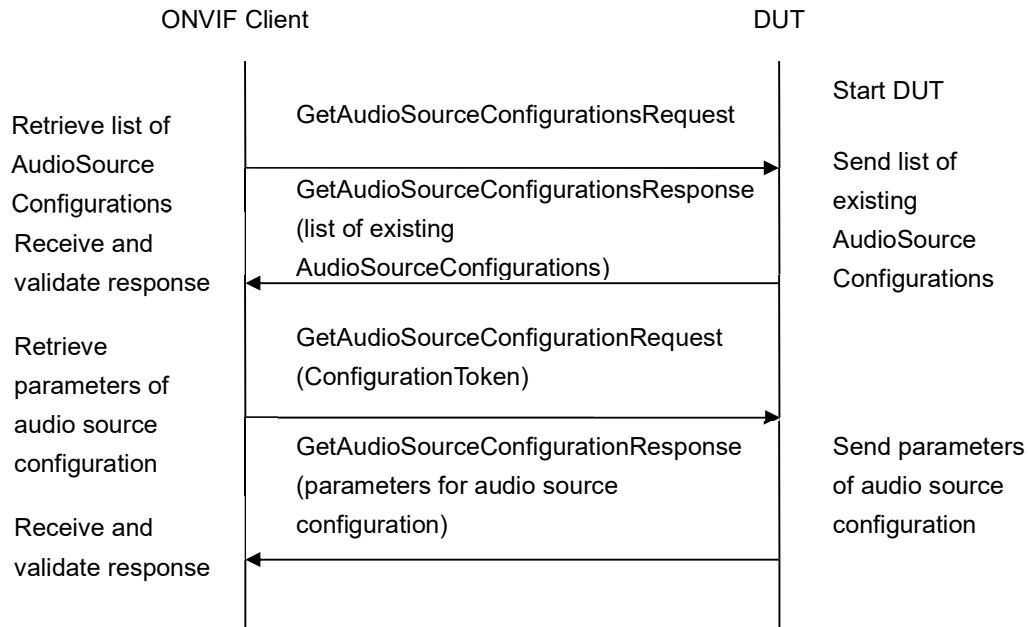 ONVIF Client
DUT
Start DUT
GetAudioSourceConfigurationsRequest
Retrieve list of
AudioSource
Configurations
Receive and
validate response
GetAudioSourceConfigurationsResponse
(list of existing
AudioSourceConfigurations)
Send list of
existing
AudioSource
Configurations
Retrieve
parameters of
audio source
configuration
GetAudioSourceConfigurationRequest
(ConfigurationToken)
GetAudioSourceConfigurationResponse
(parameters for audio source
configuration)
Send parameters
of audio source
configuration
Receive and
validate response